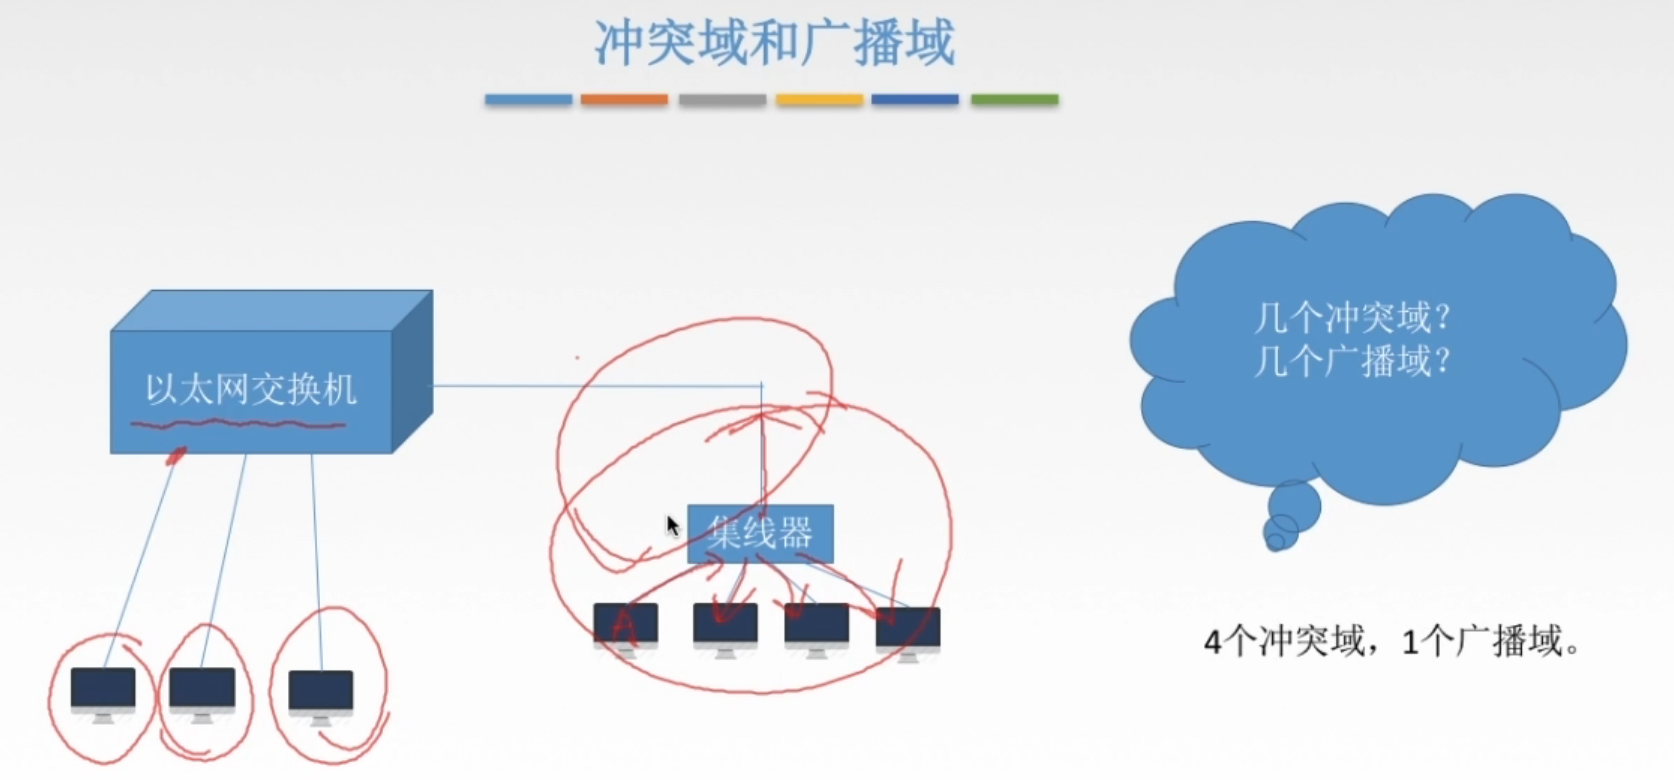 冲突域和广播域
几个冲突域？
几个广播域？
以太网交换机
集线器
A
4个冲突域，1个广播域。